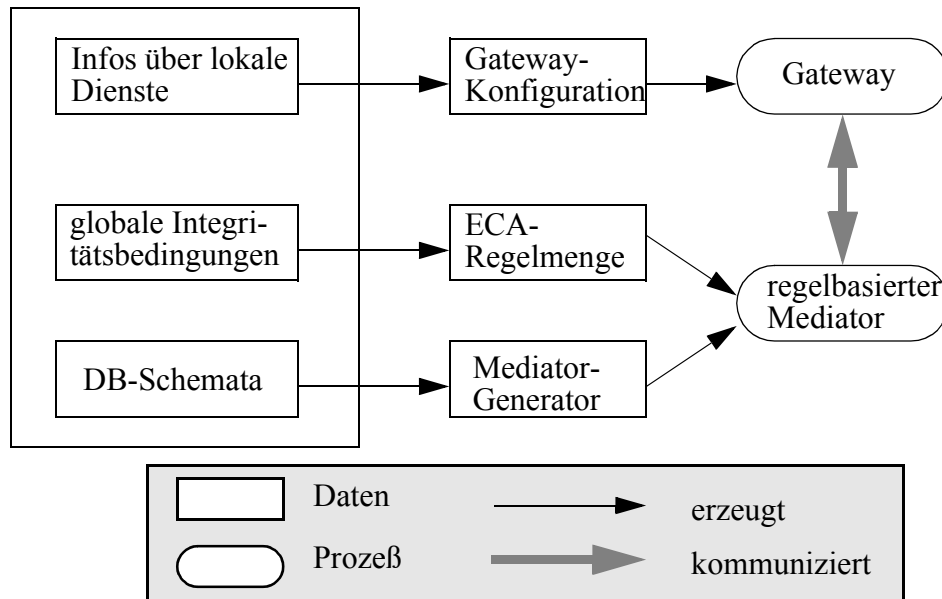 Infos über lokale
Dienste
Gateway-
Konfiguration
Gateway
globale Integri-
tätsbedingungen
ECA-
Regelmenge
regelbasierter
Mediator
DB-Schemata
Mediator-
Generator
Daten
erzeugt
Prozeß
kommuniziert